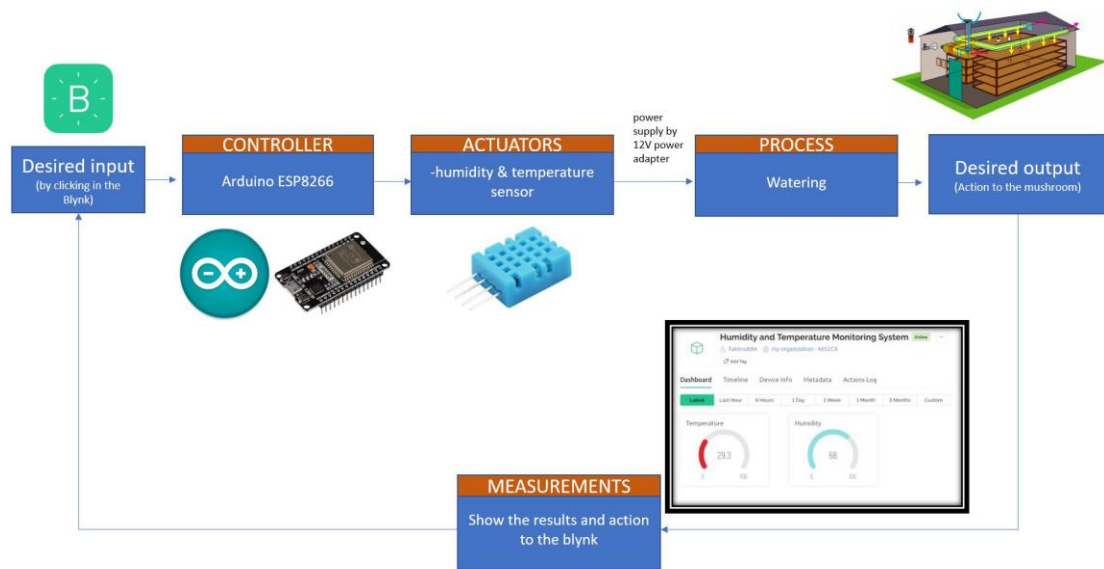 B
Desired input
(by clicking in the
Blynk)
CONTROLLER
Arduino ESP8266
ACTUATORS
-humidity & temperature
sensor
power
supply by
12V power
adapter
PROCESS
Watering
Desired output
(Action to the mushroom)
Humidity and Temperature Monitoring System Online
My organization - 4652CX
Add Tag
Dashboard Timeline Device Info Metadata Actions Log
Latest Last Hour 6 Hours 1 Day 1 Week 1 Month 3 Months Custom
Temperature Humidity
29.3 68
0 100 0 100
MEASUREMENTS
Show the results and action
to the blynk